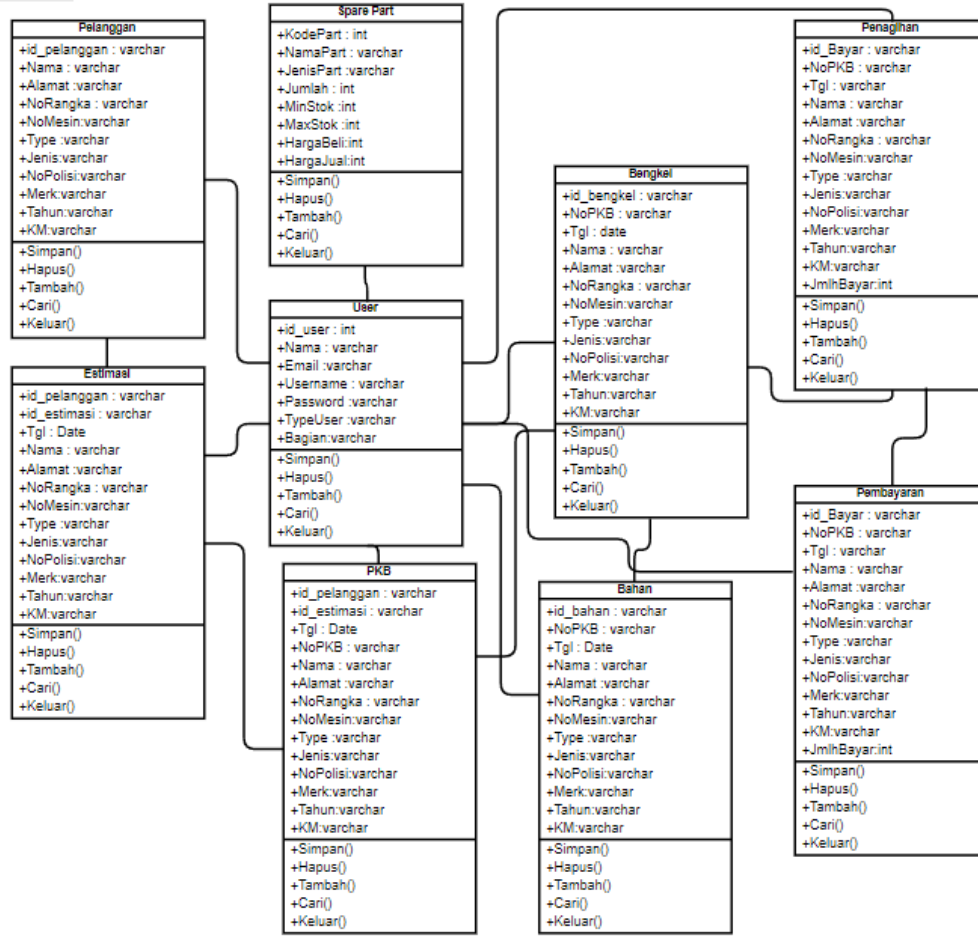 Pelanggan
+id_pelanggan : varchar
+Nama : varchar
+Alamat : varchar
+NoRangka : varchar
+NoMesin:varchar
+Type :varchar
+Jenis:varchar
+NoPolisi:varchar
+Merk:varchar
+Tahun:varchar
+KM:varchar
+Simpan()
+Hapus()
+Tambah()
+Cari()
+Keluar()
Spare Part
+KodePart : int
+NamaPart : varchar
+JenisPart :varchar
+Jumlah : int
+MinStok :int
+MaxStok :int
+HargaBeli:int
+HargaJual:int
+Simpan()
+Hapus()
+Tambah()
+Cari()
+Keluar()
Penagihan
+id_Bayar : varchar
+NoPKB : varchar
+Tgl : varchar
+Nama : varchar
+Alamat :varchar
+NoRangka : varchar
+NoMesin:varchar
+Type :varchar
+Jenis:varchar
+NoPolisi:varchar
+Merk:varchar
+Tahun:varchar
+KM:varchar
+JmlhBayar:int
+Simpan()
+Hapus()
+Tambah()
+Cari()
+Keluar()
Bengkel
+id_bengkel : varchar
+NoPKB : varchar
+Tgl : date
+Nama : varchar
+Alamat :varchar
+NoRangka : varchar
+NoMesin:varchar
+Type :varchar
+Jenis:varchar
+NoPolisi:varchar
+Merk:varchar
+Tahun:varchar
+KM:varchar
+Simpan()
+Hapus()
+Tambah()
+Cari()
+Keluar()
User
+id_user : int
+Nama : varchar
+Email :varchar
+Username : varchar
+Password :varchar
+TypeUser :varchar
+Bagian:varchar
+Simpan()
+Hapus()
+Tambah()
+Cari()
+Keluar()
Estimasi
+id_pelanggan : varchar
+id_estimasi : varchar
+Tgl : Date
+Nama : varchar
+Alamat :varchar
+NoRangka : varchar
+NoMesin:varchar
+Type :varchar
+Jenis:varchar
+NoPolisi:varchar
+Merk:varchar
+Tahun:varchar
+KM:varchar
+Simpan()
+Hapus()
+Tambah()
+Cari()
+Keluar()
PKB
+id_pelanggan : varchar
+id_estimasi : varchar
+Tgl : Date
+NoPKB : varchar
+Nama : varchar
+Alamat :varchar
+NoRangka : varchar
+NoMesin:varchar
+Type :varchar
+Jenis:varchar
+NoPolisi:varchar
+Merk:varchar
+Tahun:varchar
+KM:varchar
+Simpan()
+Hapus()
+Tambah()
+Cari()
+Keluar()
Bahan
+id_bahan : varchar
+NoPKB : varchar
+Tgl : Date
+Nama : varchar
+Alamat :varchar
+NoRangka : varchar
+NoMesin:varchar
+Type :varchar
+Jenis:varchar
+NoPolisi:varchar
+Merk:varchar
+Tahun:varchar
+KM:varchar
+Simpan()
+Hapus()
+Tambah()
+Cari()
+Keluar()
Pembayaran
+id_Bayar : varchar
+NoPKB : varchar
+Tgl : varchar
+Nama : varchar
+Alamat :varchar
+NoRangka : varchar
+NoMesin:varchar
+Type :varchar
+Jenis:varchar
+NoPolisi:varchar
+Merk:varchar
+Tahun:varchar
+KM:varchar
+JmlhBayar:int
+Simpan()
+Hapus()
+Tambah()
+Cari()
+Keluar()